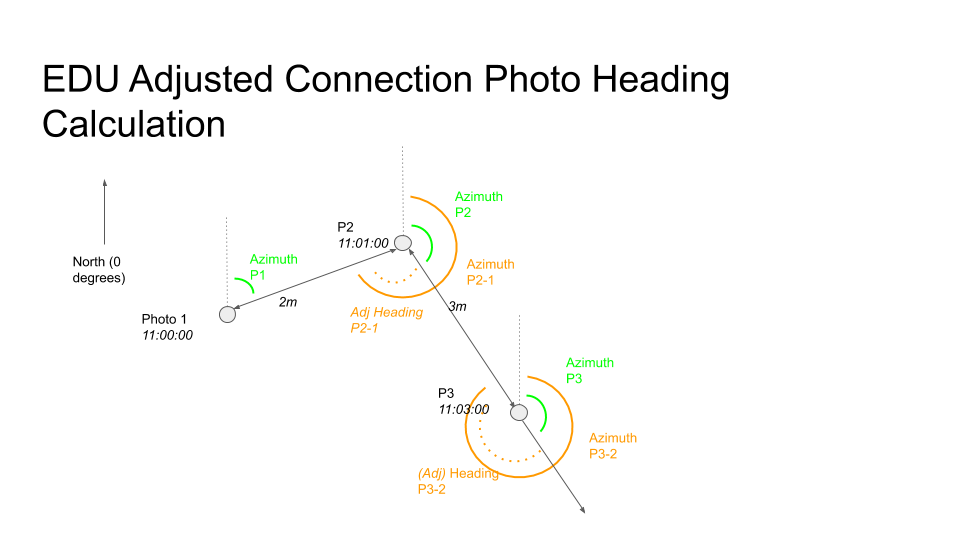 EDU Adjusted Connection Photo Heading
Calculation
North (0
degrees)
Azimuth
P1
Photo 1
11:00:00
2m
P2
11:01:00
Azimuth
P2
Azimuth
P2-1
Adj Heading
P2-1
3m
P3
11:03:00
Azimuth
P3
Azimuth
P3-2
(Adj) Heading
P3-2